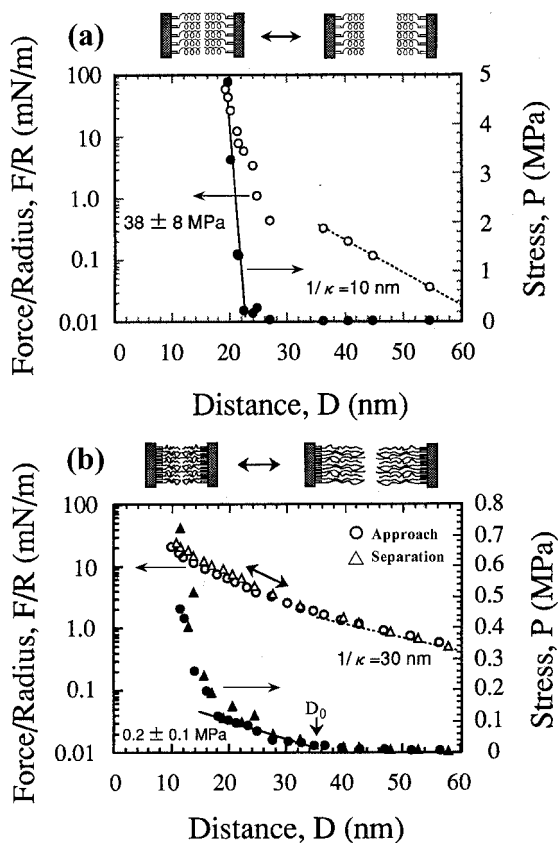 (a)
Force/Radius, F/R (mN/m)
100
10
1.0
0.1
0.01
38 ± 8 MPa
1/κ =10 nm
5
4
3
2
1
0
Stress, P (MPa)
0 10 20 30 40 50 60
Distance, D (nm)
(b)
Force/Radius, F/R (mN/m)
100
10
1.0
0.1
0.01
Approach
Separation
1/κ =30 nm
D0
0.2 ± 0.1 MPa
0.8
0.7
0.6
0.5
0.4
0.3
0.2
0.1
0
Stress, P (MPa)
0 10 20 30 40 50 60
Distance, D (nm)